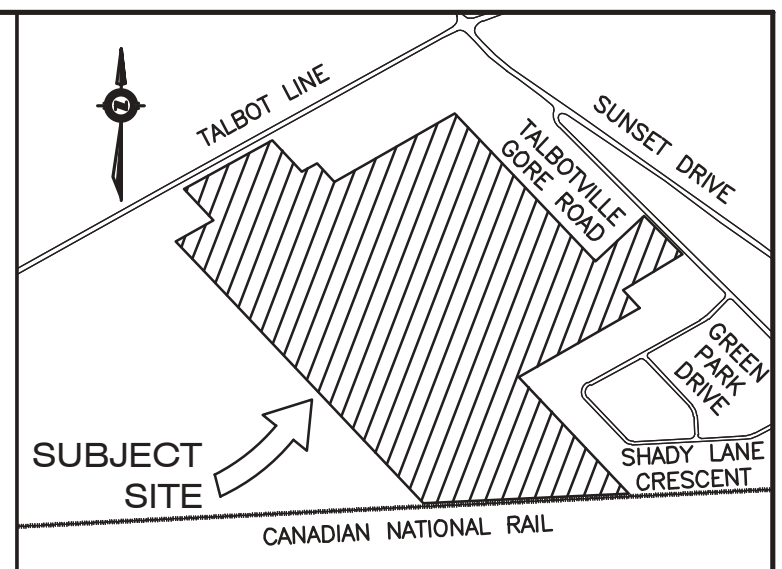 TALBOT LINE
SUNSET DRIVE
TALBOTVILLE
GORE ROAD
N
GREEN
PARK
DRIVE
SUBJECT
SITE
SHADY LANE
CRESCENT
CANADIAN NATIONAL RAIL